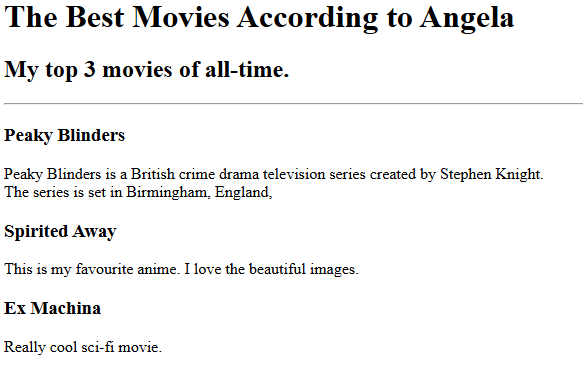 The Best Movies According to Angela
My top 3 movies of all-time.
Peaky Blinders
Peaky Blinders is a British crime drama television series created by Stephen Knight.
The series is set in Birmingham, England,
Spirited Away
This is my favourite anime. I love the beautiful images.
Ex Machina
Really cool sci-fi movie.